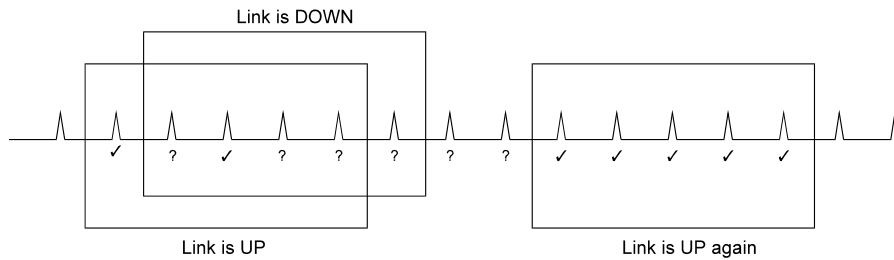 Link is DOWN
✓ ? ✓ ? ? ? ? ? ✓ ✓ ✓ ✓ ✓
Link is UP
Link is UP again